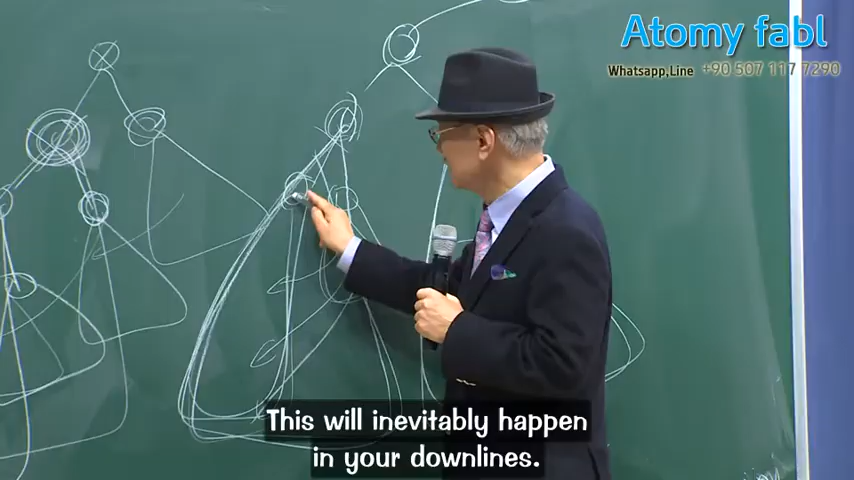 Atomy fabl
Whatsapp,Line +90 507 117 7290
This will inevitably happen
in your downlines.